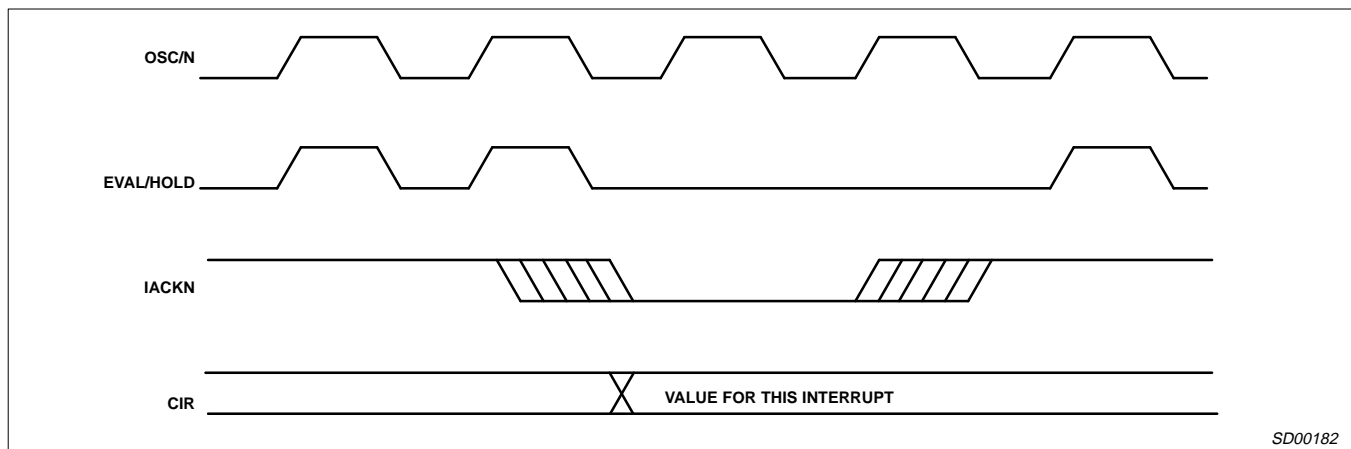 OSC/N
EVAL/HOLD
IACKN
CIR
VALUE FOR THIS INTERRUPT
SD00182